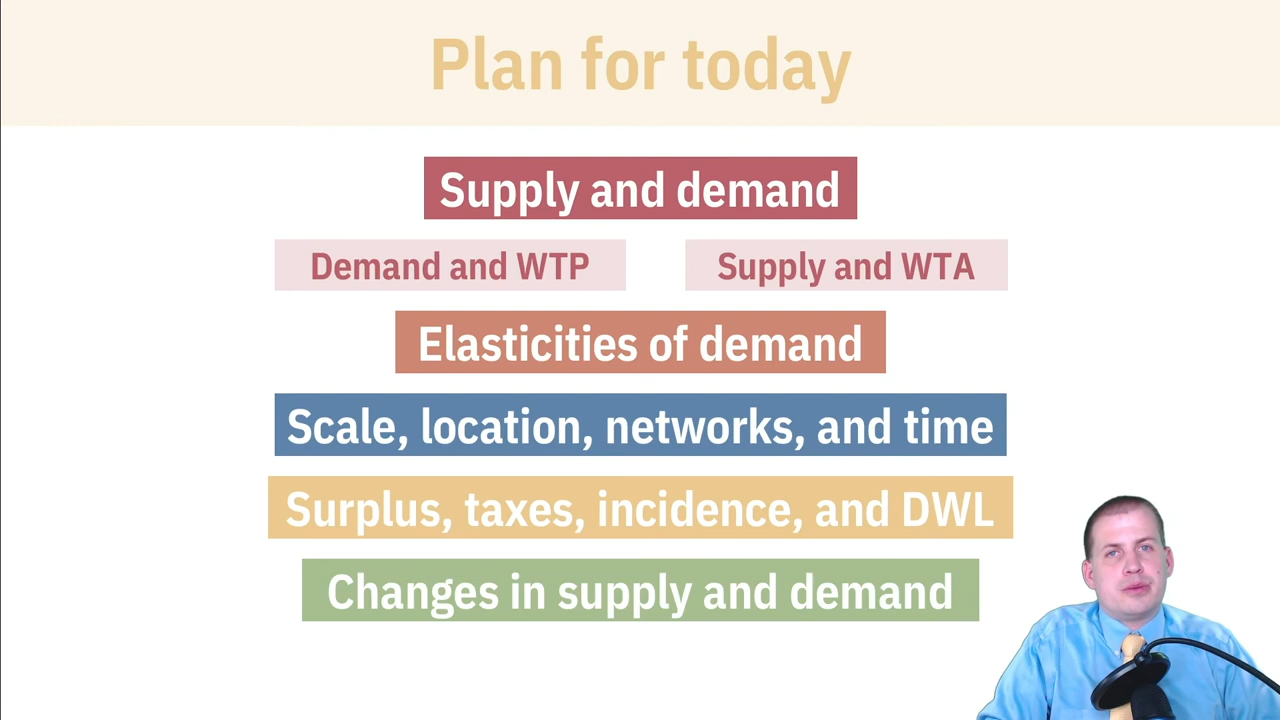 Plan for today
Supply and demand
Demand and WTP
Supply and WTA
Elasticities of demand
Scale, location, networks, and time
Surplus, taxes, incidence, and DWL
Changes in supply and demand